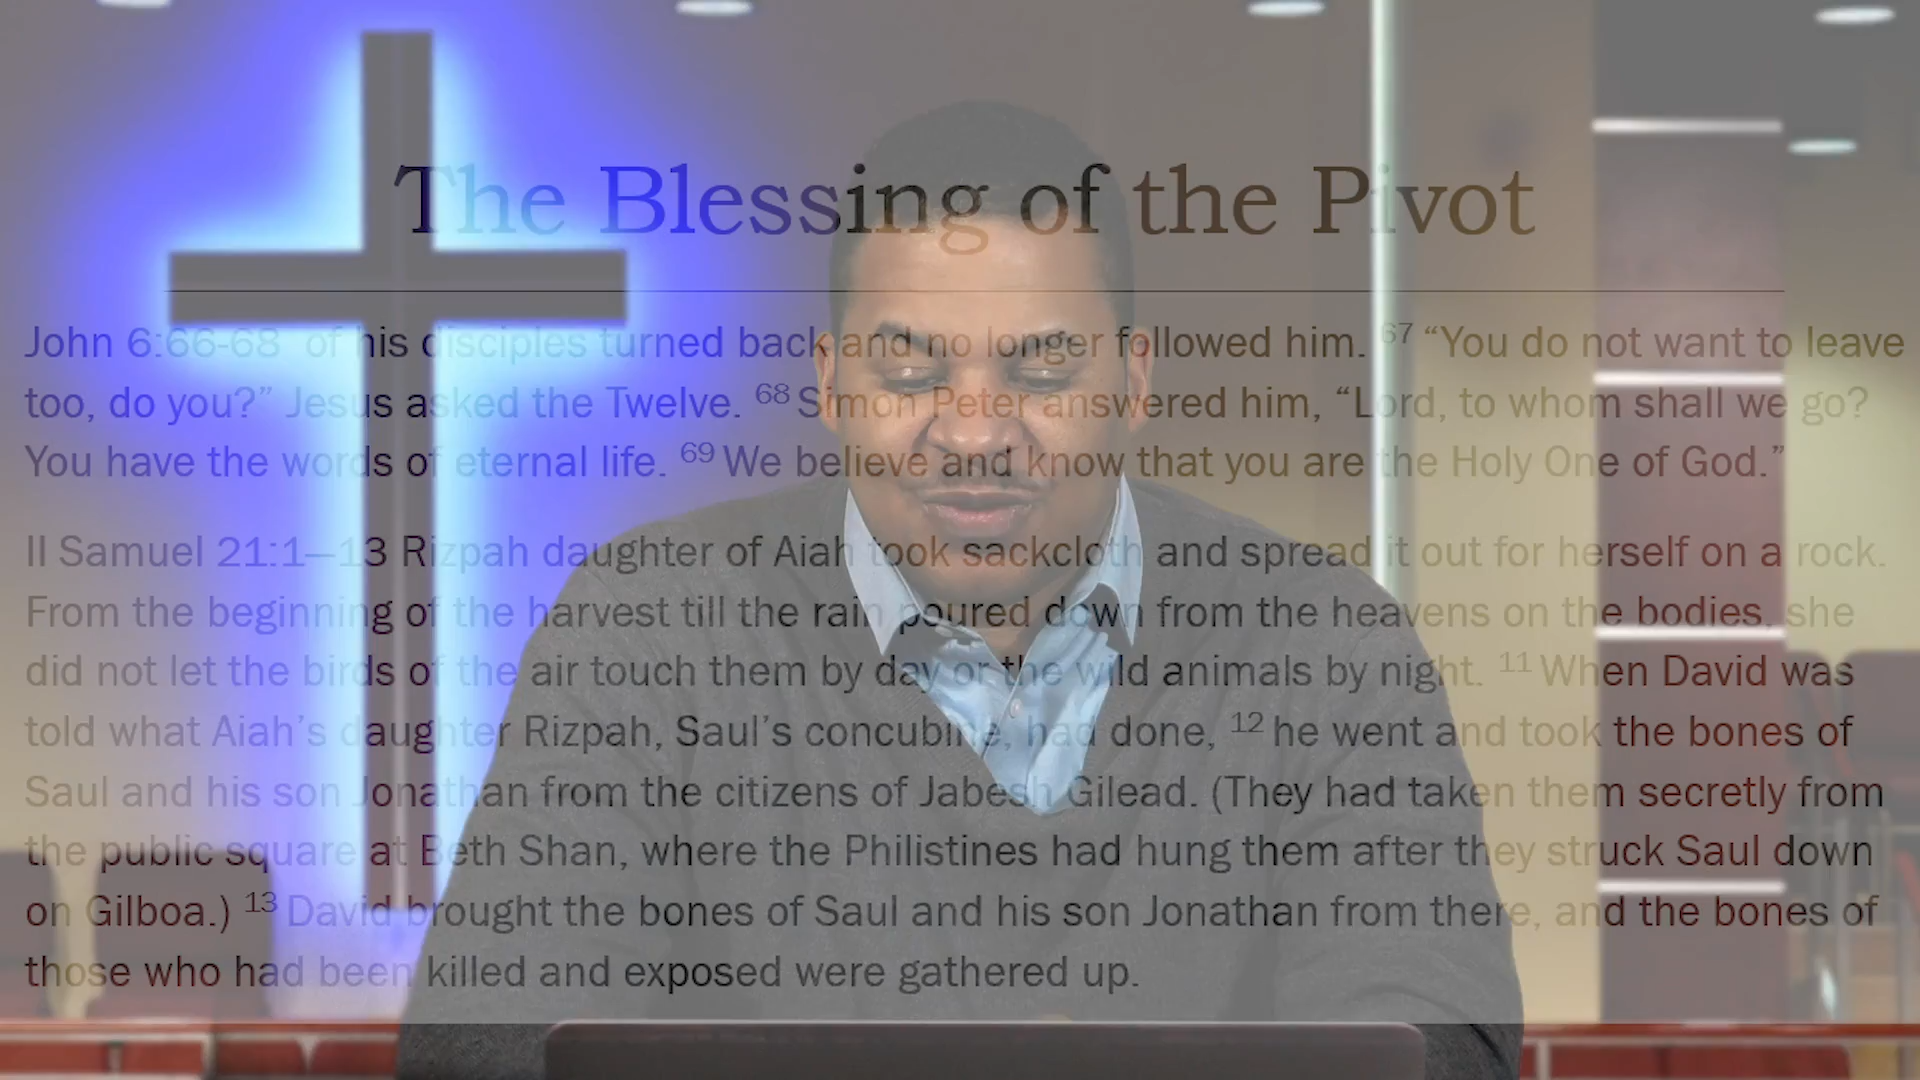 The Blessing of the Pivot
John 6:66-68 of his disciples turned back and no longer followed him. 67 “You do not want to leave
too, do you?” Jesus asked the Twelve. 68 Simon Peter answered him, “Lord, to whom shall we go?
You have the words of eternal life. 69 We believe and know that you are the Holy One of God.”
II Samuel 21:1—13 Rizpah daughter of Aiah took sackcloth and spread it out for herself on a rock.
From the beginning of the harvest till the rain poured down from the heavens on the bodies, she
did not let the birds of the air touch them by day or the wild animals by night. 11 When David was
told what Aiah’s daughter Rizpah, Saul’s concubine, had done, 12 he went and took the bones of
Saul and his son Jonathan from the citizens of Jabesh Gilead. (They had taken them secretly from
the public square at Beth Shan, where the Philistines had hung them after they struck Saul down
on Gilboa.) 13 David brought the bones of Saul and his son Jonathan from there, and the bones of
those who had been killed and exposed were gathered up.